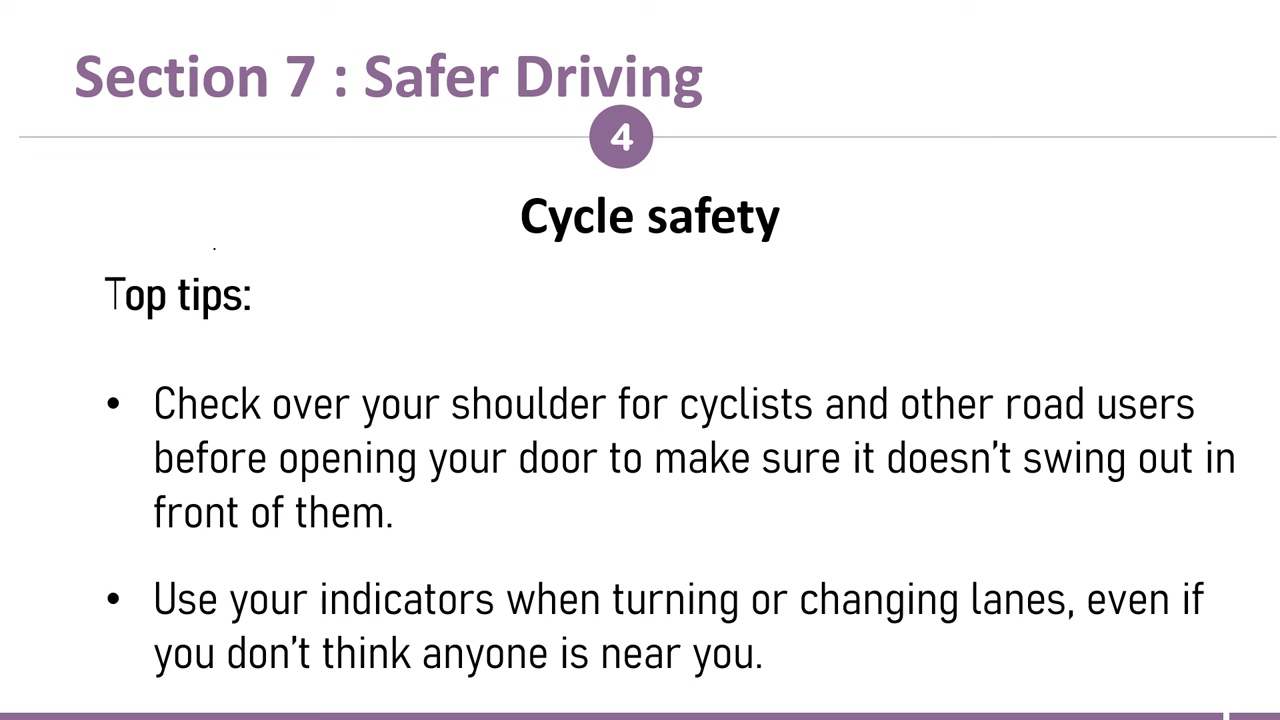 Section 7 : Safer Driving
4
Cycle safety
.
Top tips:
• Check over your shoulder for cyclists and other road users
before opening your door to make sure it doesn’t swing out in
front of them.
• Use your indicators when turning or changing lanes, even if
you don’t think anyone is near you.